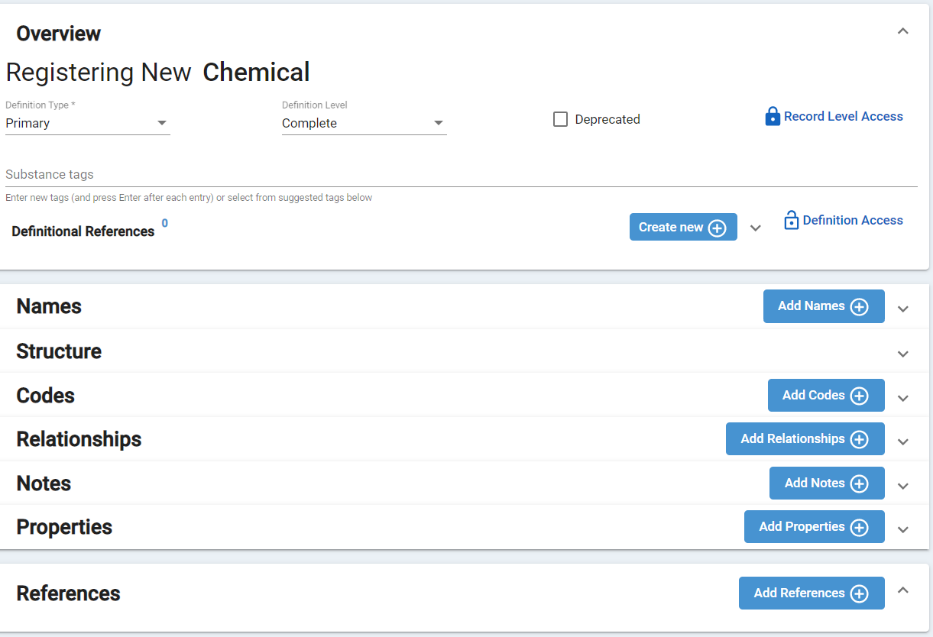 Overview
Registering New Chemical
Definition Type *
Primary
Definition Level
Complete
Deprecated
Record Level Access
Substance tags
Enter new tags (and press Enter after each entry) or select from suggested tags below
Definitional References 0
Create new
Definition Access
Names
Add Names
Structure
Codes
Add Codes
Relationships
Add Relationships
Notes
Add Notes
Properties
Add Properties
References
Add References